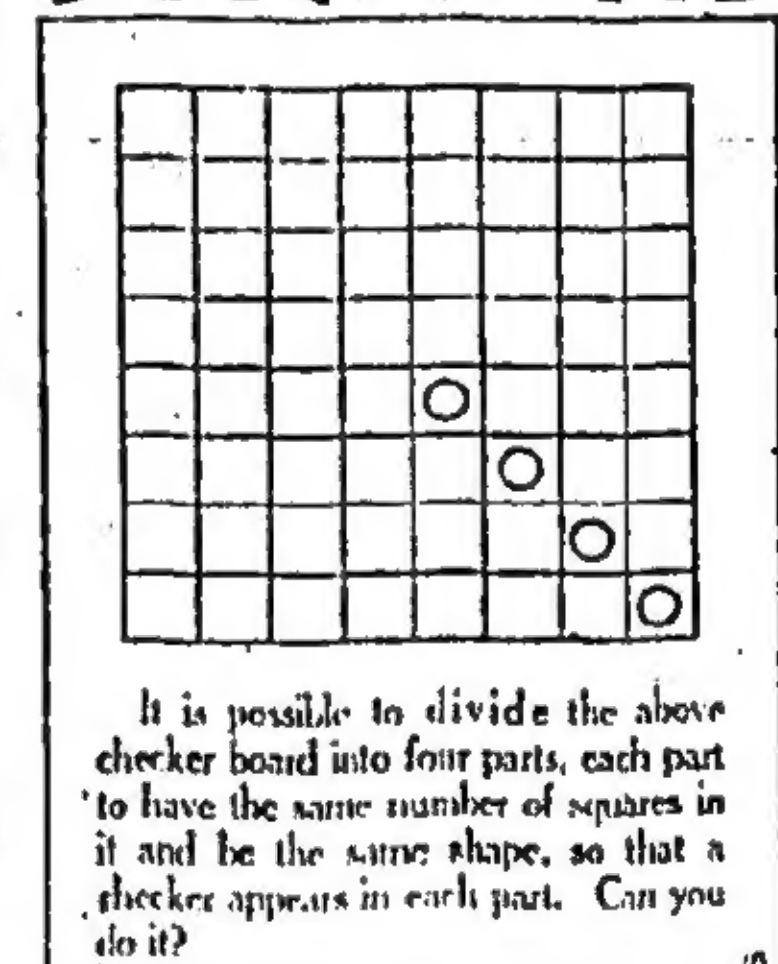 It is possible to divide the above
checker board into four parts, each part
to have the same number of squares in
it and be the same shape, so that a
checker appears in each part. Can you
do it?